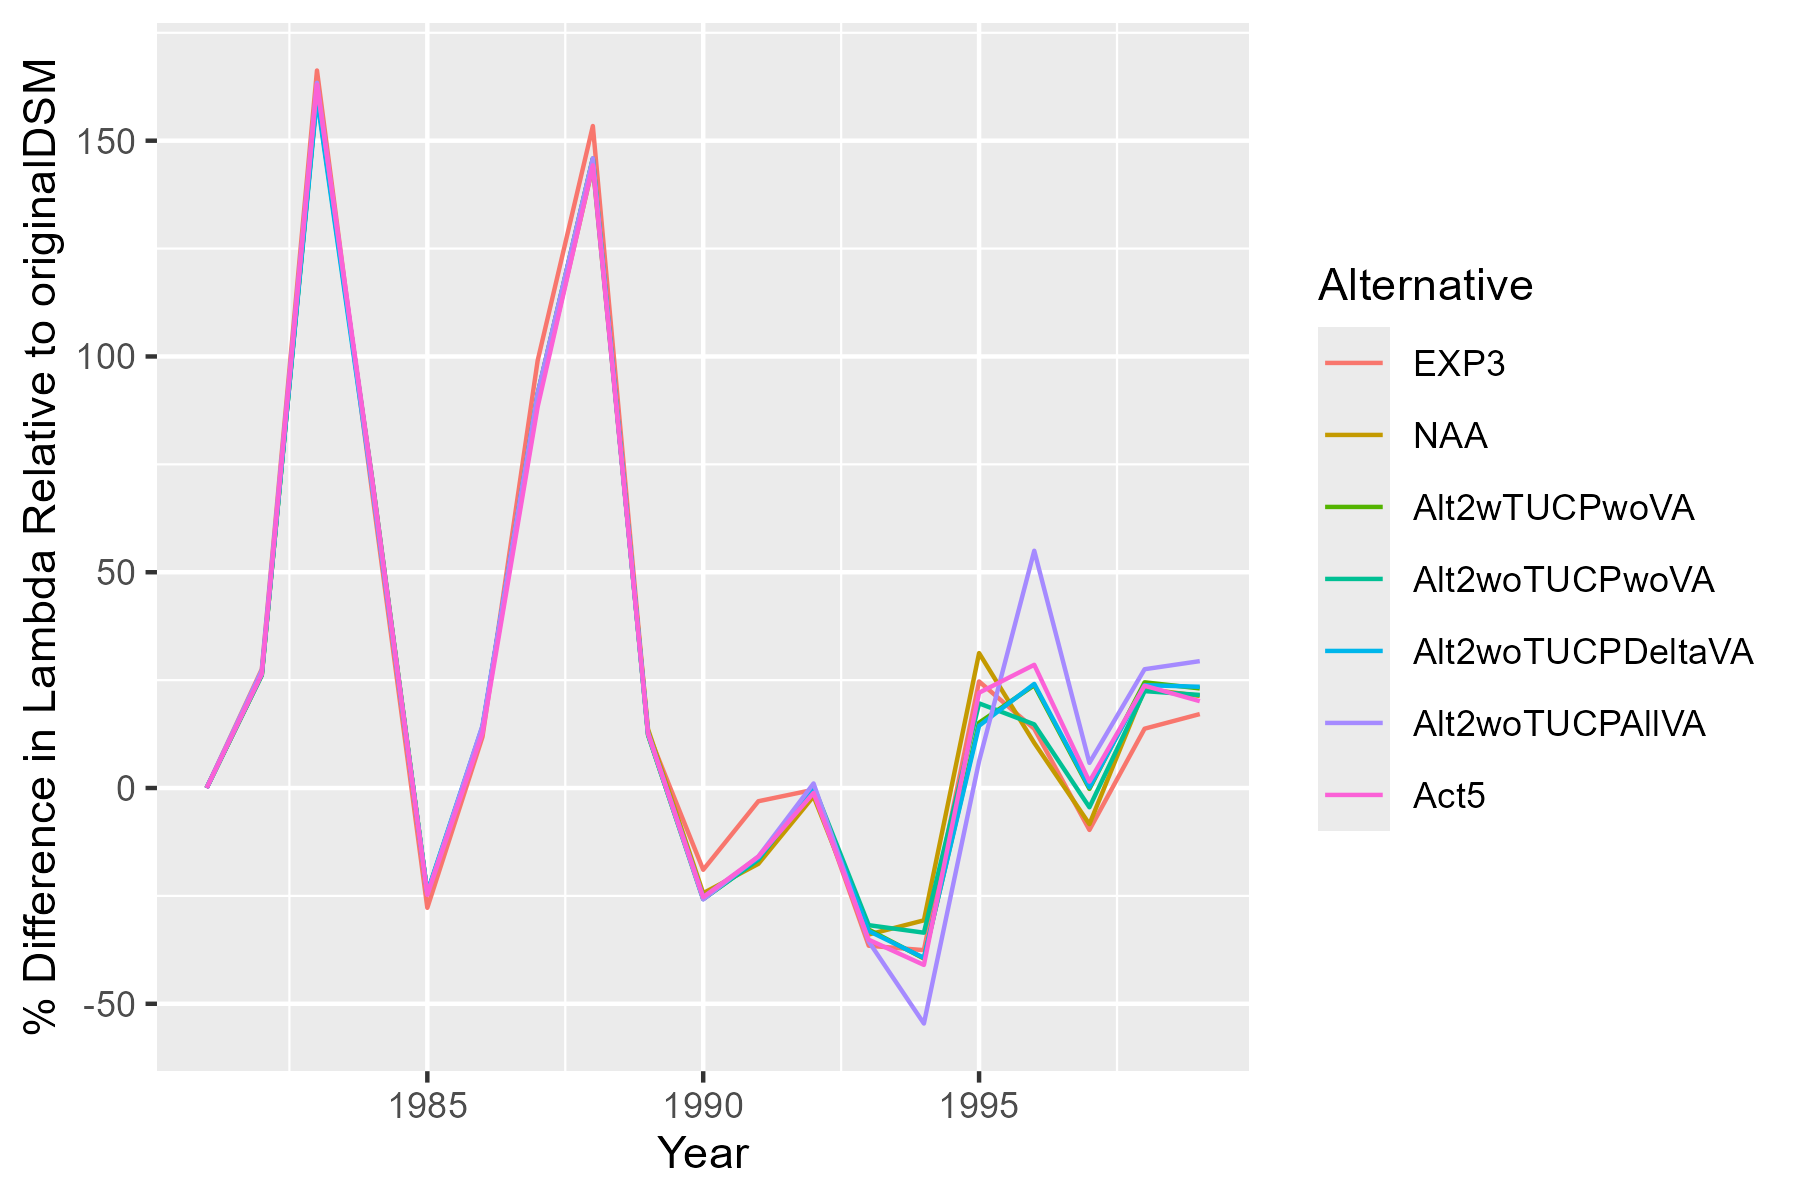 % Difference in Lambda Relative to originalDSM
150
100
50
0
-50
1985
1990
1995
Year
Alternative
EXP3
NAA
Alt2wTUCPwoVA
Alt2woTUCPwoVA
Alt2woTUCPDeltaVA
Alt2woTUCPAllVA
Act5